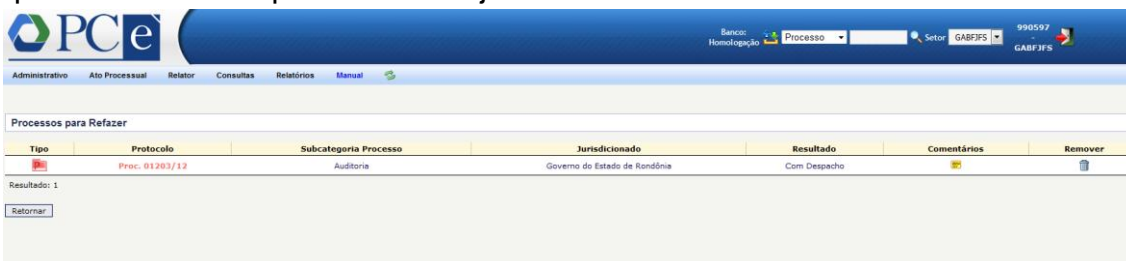 PCe
Banco:
Homologação
Processo
Setor
GABFJFS
990597
-
GABFJFS
Administrativo Ato Processual Relator Consultas Relatórios Manual
Processos para Refazer
Tipo Protocolo Subcategoria Processo Jurisdicionado Resultado Comentários Remover
Proc. 01203/12 Auditoria Governo do Estado de Rondônia Com Despacho
Resultado: 1
Retornar